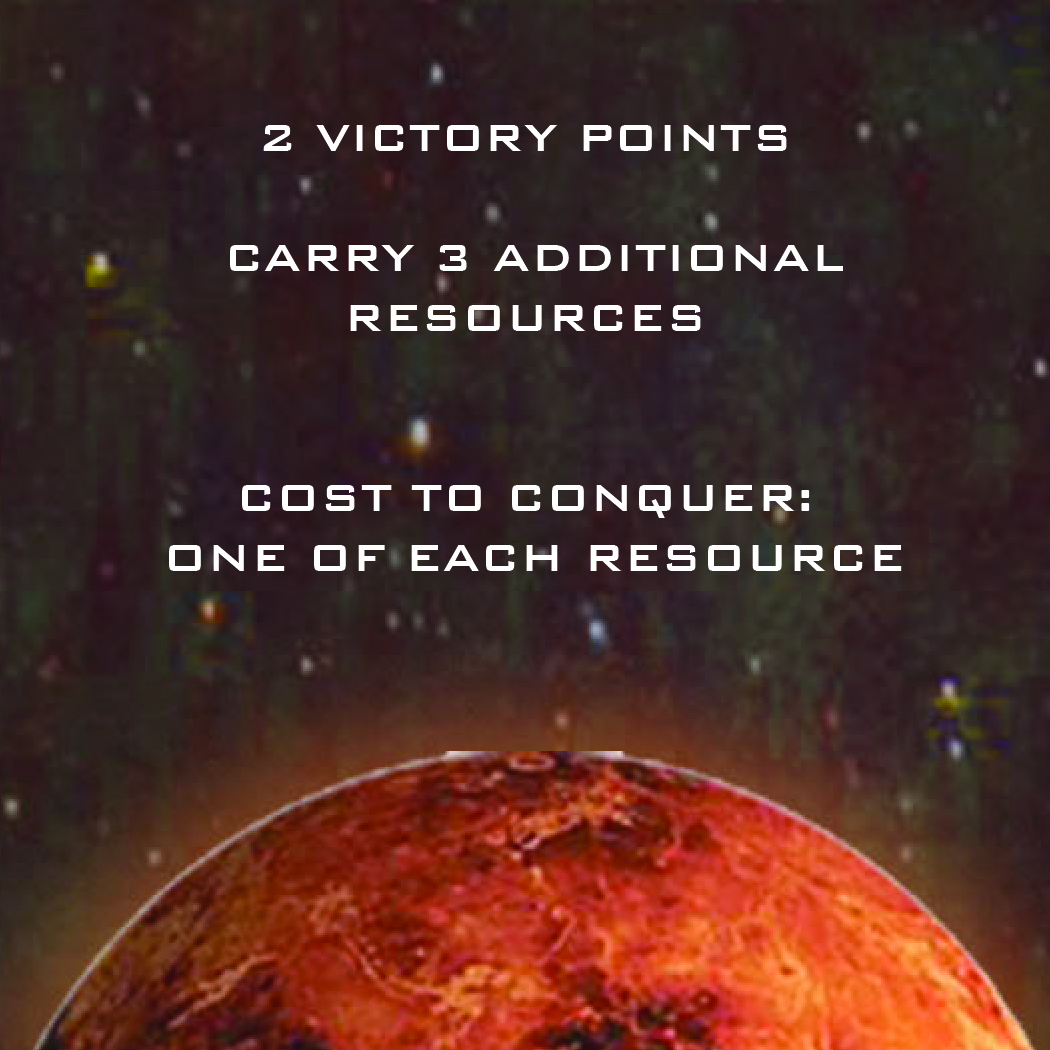 2 VICTORY POINTS
CARRY 3 ADDITIONAL
RESOURCES
COST TO CONQUER:
ONE OF EACH RESOURCE